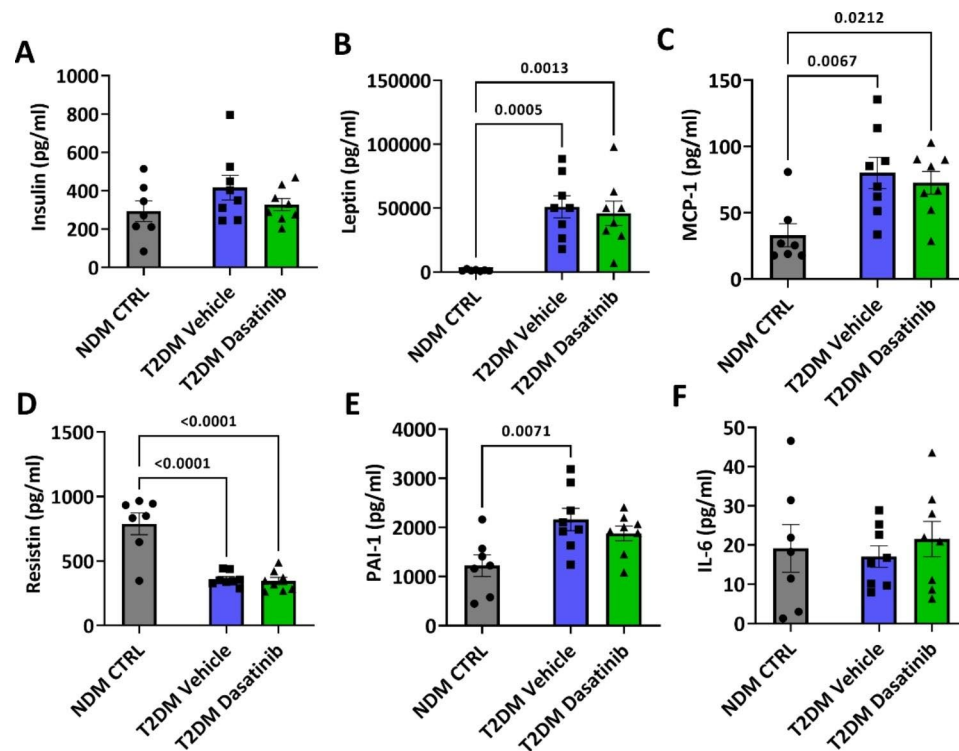 A
Insulin (pg/ml)
1000
800
600
400
200
0
NDM CTRL
T2DM Vehicle
T2DM Dasatinib
B
Leptin (pg/ml)
150000
100000
50000
0
0.0013
0.0005
NDM CTRL
T2DM Vehicle
T2DM Dasatinib
C
MCP-1 (pg/ml)
150
100
50
0
0.0212
0.0067
NDM CTRL
T2DM Vehicle
T2DM Dasatinib
D
Resistin (pg/ml)
1500
1000
500
0
<0.0001
<0.0001
NDM CTRL
T2DM Vehicle
T2DM Dasatinib
E
PAI-1 (pg/ml)
4000
3000
2000
1000
0
0.0071
NDM CTRL
T2DM Vehicle
T2DM Dasatinib
F
IL-6 (pg/ml)
50
40
30
20
10
0
NDM CTRL
T2DM Vehicle
T2DM Dasatinib